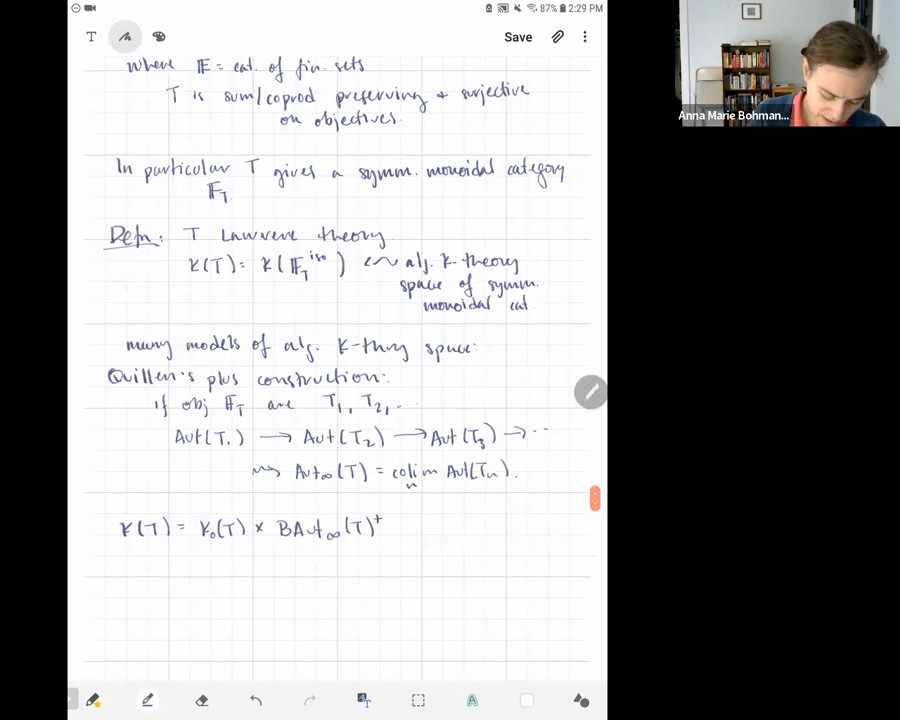 87% 2:29 PM
T
Save
where F = cat. of fin. sets
T is sum/coprod preserving + surjective
on objectives.
In particular T gives a symm. monoidal category
F_T.
Defn: T Lawvere theory
K(T) = K(F_T^iso) ↜ alg. K-theory
space of symm.
monoidal cat.
many models of alg. K-thry space:
Quillen's plus construction:
if obj F_T are T_1, T_2, ...
Aut(T_1) → Aut(T_2) → Aut(T_3) → ...
⇝ Aut_∞(T) = colim_n Aut(T_n).
K(T) = K_0(T) × BAut_∞(T)^+
Anna Marie Bohman...